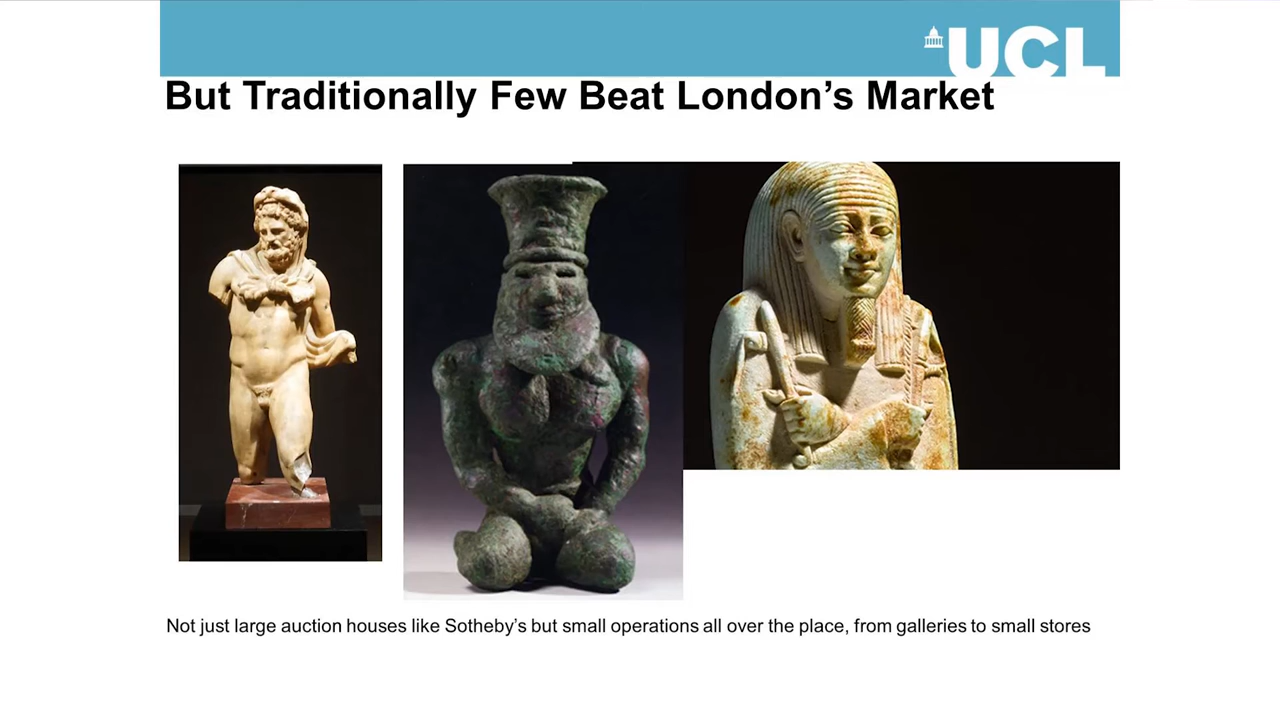 UCL
But Traditionally Few Beat London’s Market
Not just large auction houses like Sotheby’s but small operations all over the place, from galleries to small stores